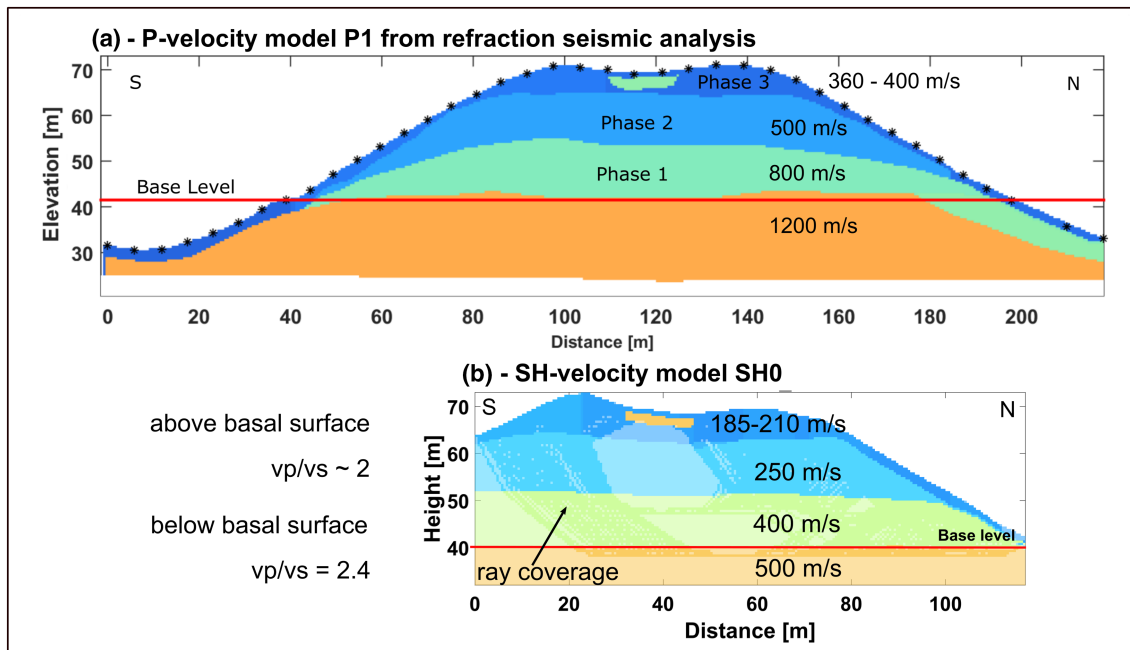 (a) - P-velocity model P1 from refraction seismic analysis
70
60
50
40
30
Elevation [m]
S
N
Phase 3
360 - 400 m/s
Phase 2
500 m/s
Phase 1
800 m/s
Base Level
1200 m/s
0 20 40 60 80 100 120 140 160 180 200
Distance [m]
(b) - SH-velocity model SH0
above basal surface
vp/vs ~ 2
below basal surface
vp/vs = 2.4
70
60
50
40
Height [m]
S
N
185-210 m/s
250 m/s
400 m/s
Base level
ray coverage
500 m/s
0 20 40 60 80 100
Distance [m]